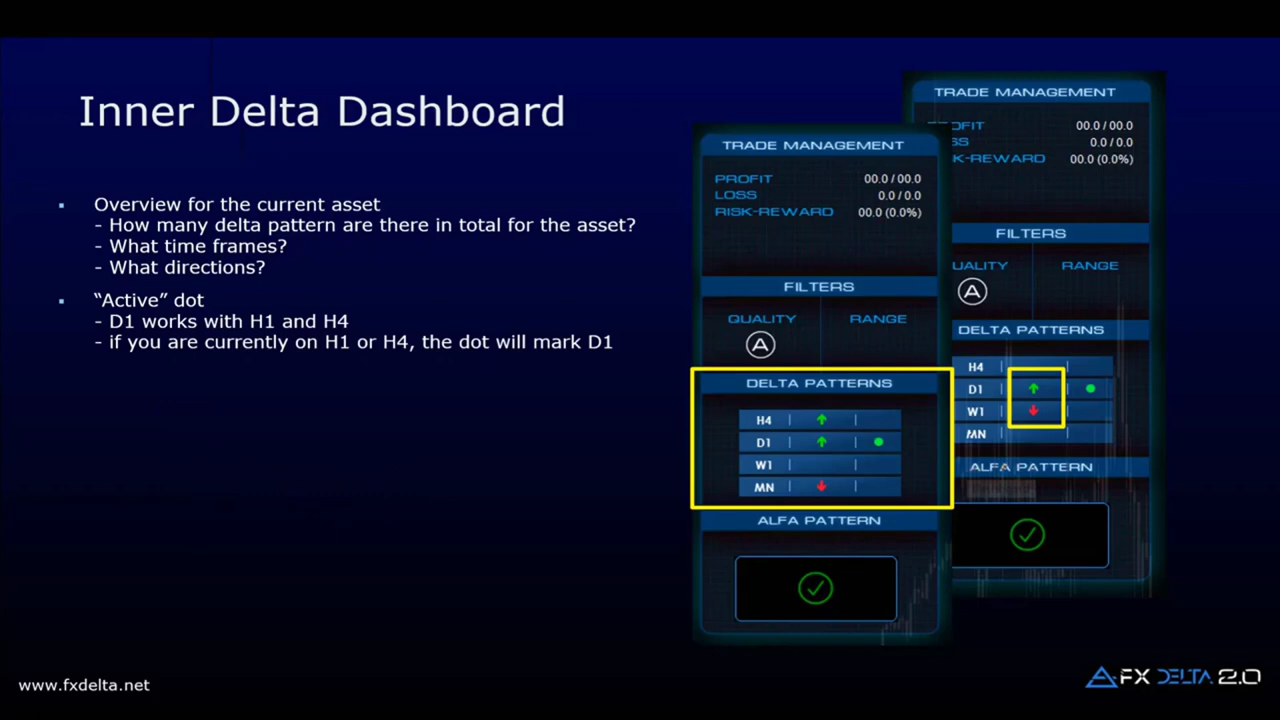 Inner Delta Dashboard
▪ Overview for the current asset
- How many delta pattern are there in total for the asset?
- What time frames?
- What directions?
▪ “Active” dot
- D1 works with H1 and H4
- if you are currently on H1 or H4, the dot will mark D1
TRADE MANAGEMENT
PROFIT 00.0 / 00.0
LOSS 0.0 / 0.0
RISK-REWARD 00.0 (0.0%)
FILTERS
QUALITY RANGE
A
DELTA PATTERNS
H4
D1
W1
MN
ALFA PATTERN
TRADE MANAGEMENT
OFIT 00.0 / 00.0
SS 0.0 / 0.0
K-REWARD 00.0 (0.0%)
FILTERS
UALITY RANGE
A
DELTA PATTERNS
H4
D1
W1
MN
ALFA PATTERN
www.fxdelta.net
FX DELTA 2.0